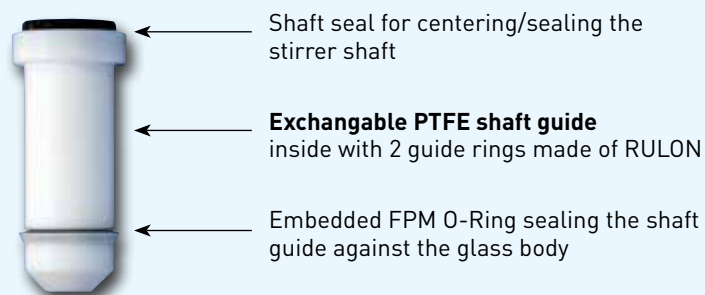 Shaft seal for centering/sealing the
stirrer shaft
Exchangable PTFE shaft guide
inside with 2 guide rings made of RULON
Embedded FPM O-Ring sealing the shaft
guide against the glass body